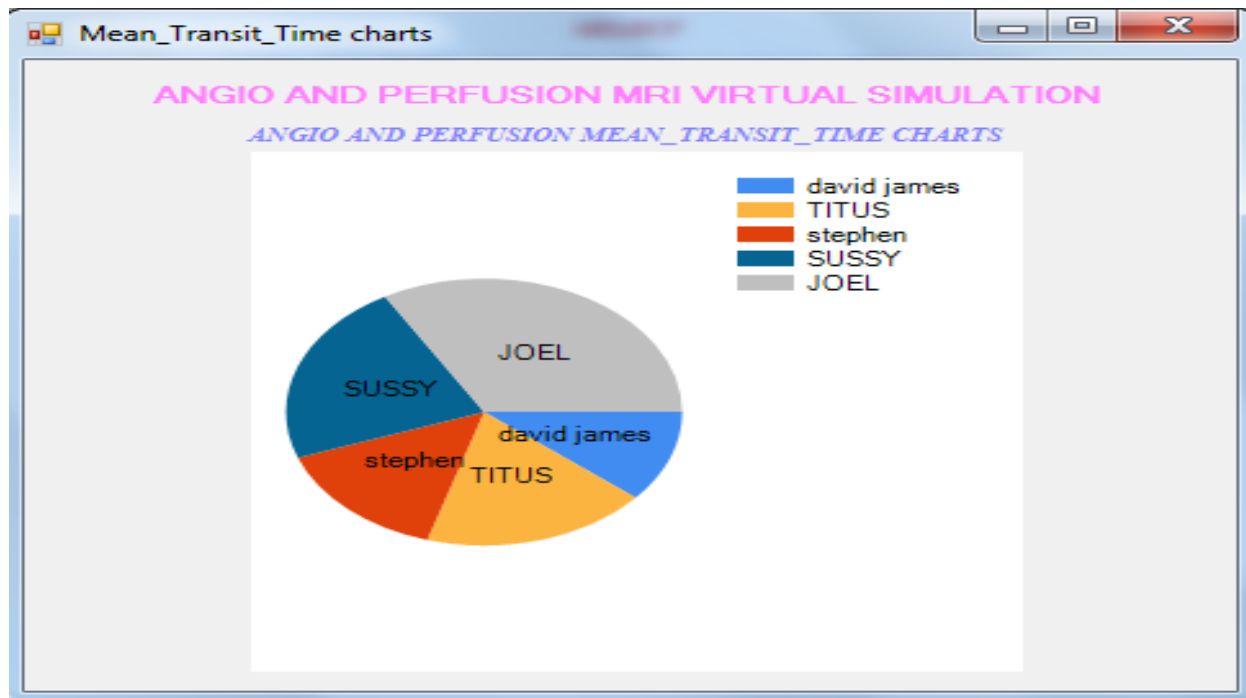 Mean_Transit_Time charts
ANGIO AND PERFUSION MRI VIRTUAL SIMULATION
ANGIO AND PERFUSION MEAN_TRANSIT_TIME CHARTS
david james
TITUS
stephen
SUSSY
JOEL
JOEL
SUSSY
david james
stephen
TITUS